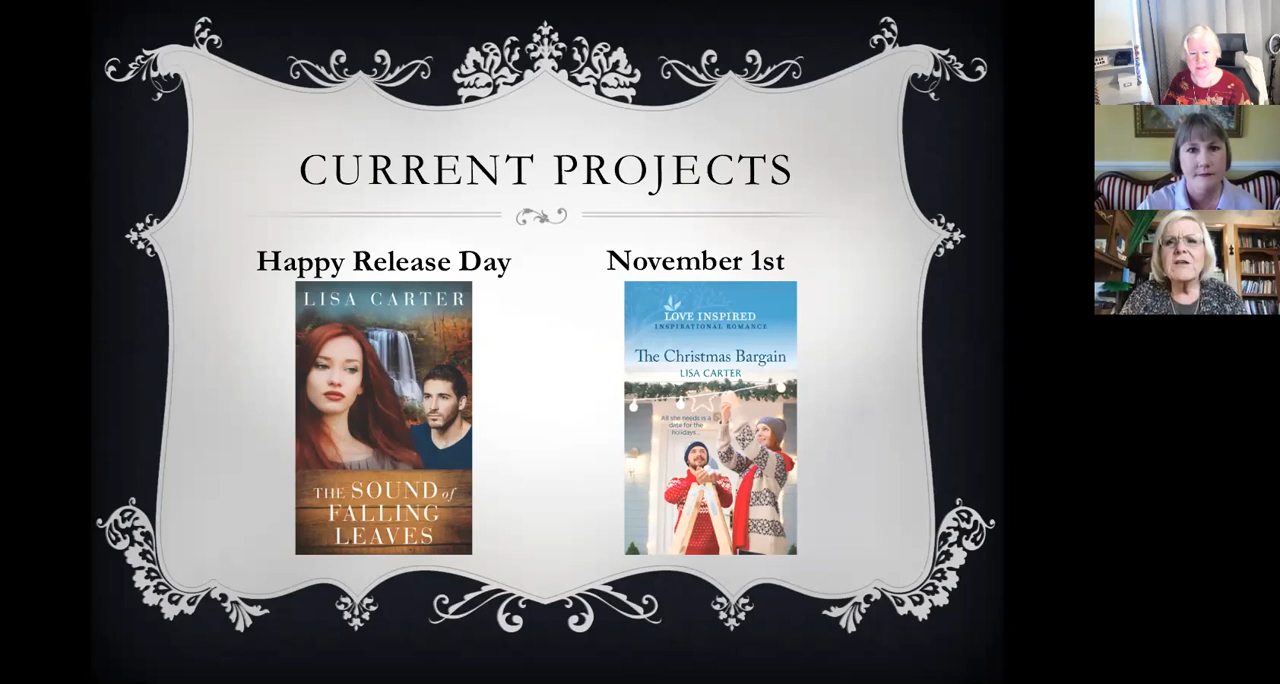 CURRENT PROJECTS
Happy Release Day
LISA CARTER
THE SOUND of
FALLING
LEAVES
November 1st
LOVE INSPIRED
INSPIRATIONAL ROMANCE
The Christmas Bargain
LISA CARTER
All she needs is a
date for the
holidays...